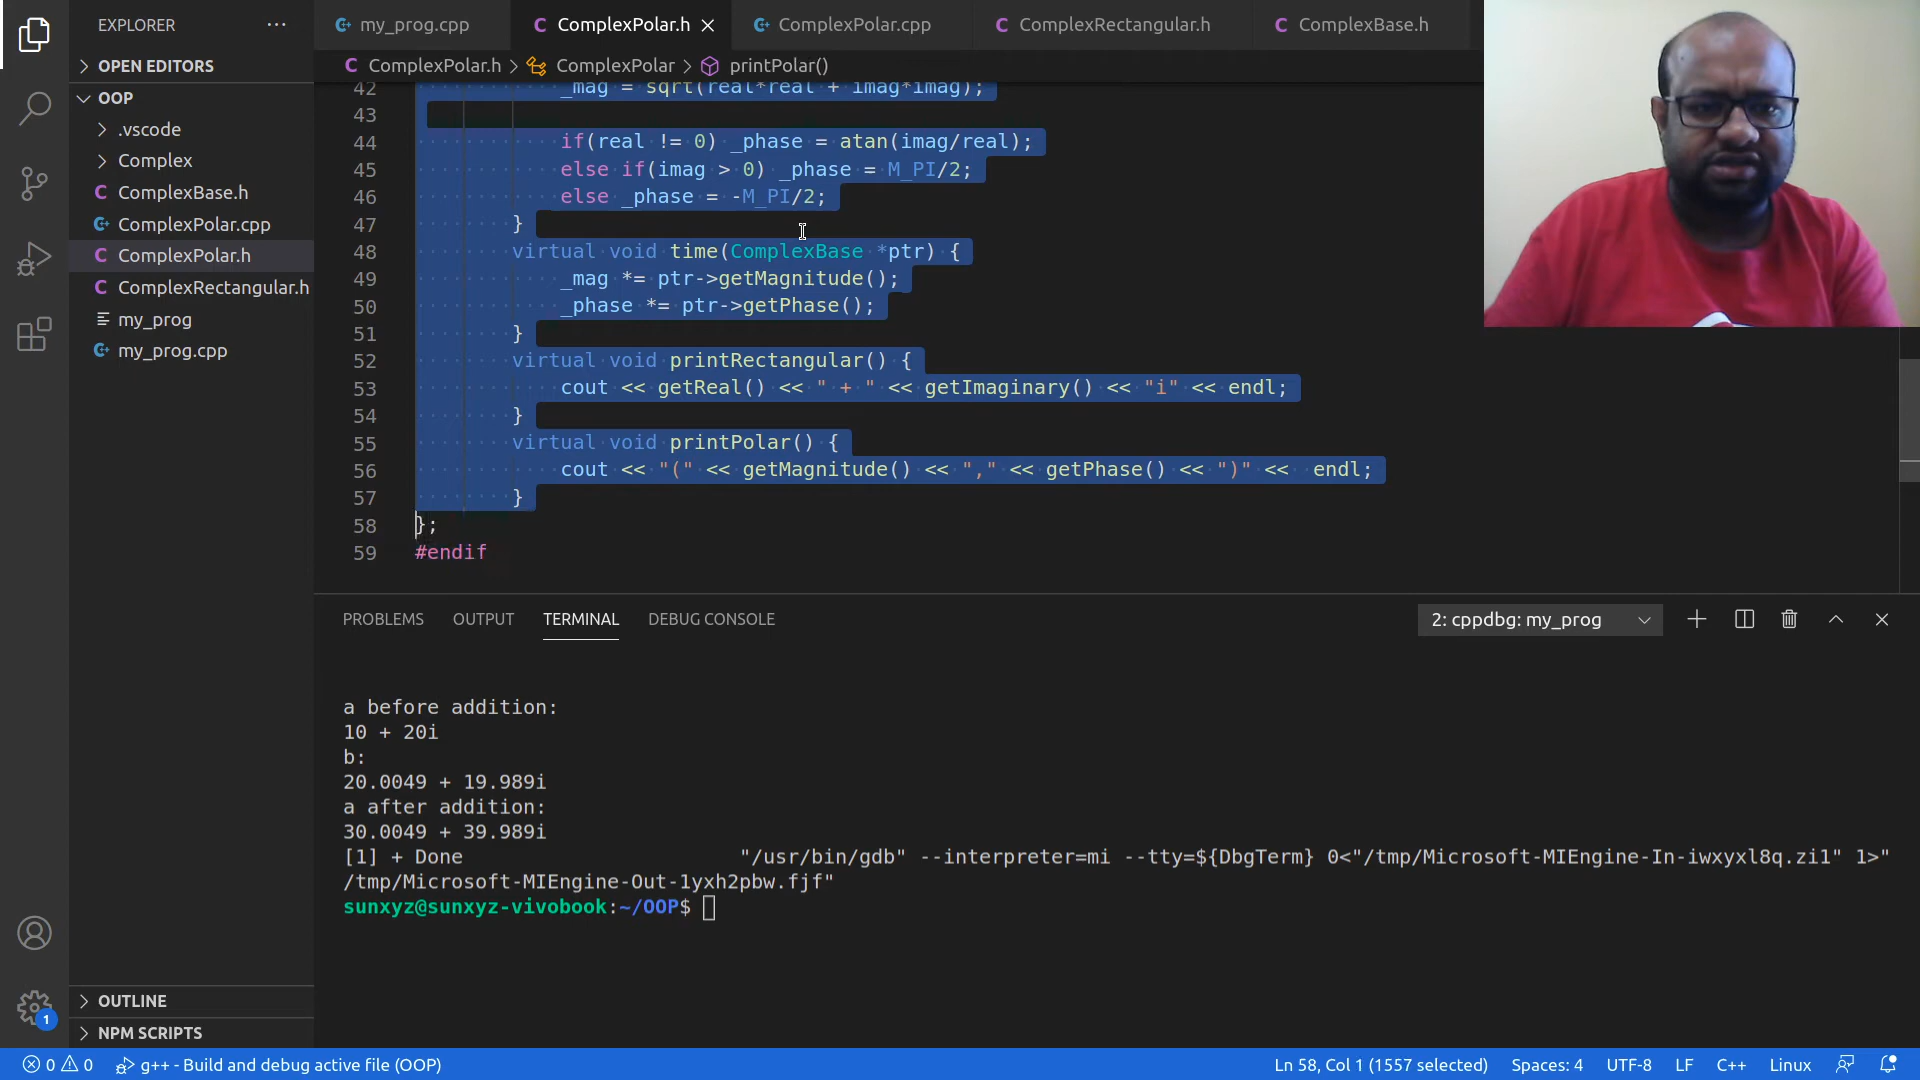 EXPLORER
···
my_prog.cpp
ComplexPolar.h
ComplexPolar.cpp
ComplexRectangular.h
ComplexBase.h
OPEN EDITORS
ComplexPolar.h > ComplexPolar > printPolar()
OOP
.vscode
Complex
ComplexBase.h
ComplexPolar.cpp
ComplexPolar.h
ComplexRectangular.h
my_prog
my_prog.cpp
42 _mag = sqrt(real*real + imag*imag);
43
44 if(real != 0) _phase = atan(imag/real);
45 else if(imag > 0) _phase = M_PI/2;
46 else _phase = -M_PI/2;
47 }
48 virtual void time(ComplexBase *ptr) {
49 _mag *= ptr->getMagnitude();
50 _phase *= ptr->getPhase();
51 }
52 virtual void printRectangular() {
53 cout << getReal() << " + " << getImaginary() << "i" << endl;
54 }
55 virtual void printPolar() {
56 cout << "(" << getMagnitude() << "," << getPhase() << ")" <<  endl;
57 }
58 };
59 #endif
PROBLEMS OUTPUT TERMINAL DEBUG CONSOLE
2: cppdbg: my_prog
a before addition:
10 + 20i
b:
20.0049 + 19.989i
a after addition:
30.0049 + 39.989i
[1] + Done "/usr/bin/gdb" --interpreter=mi --tty=${DbgTerm} 0<"/tmp/Microsoft-MIEngine-In-iwxyxl8q.zi1" 1>"
/tmp/Microsoft-MIEngine-Out-1yxh2pbw.fjf"
sunxyz@sunxyz-vivobook:~/OOP$
OUTLINE
NPM SCRIPTS
1
0 0 g++ - Build and debug active file (OOP)
Ln 58, Col 1 (1557 selected) Spaces: 4 UTF-8 LF C++ Linux